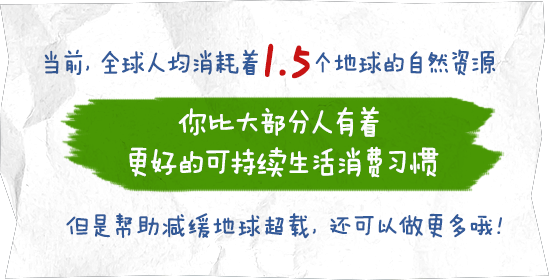 当前, 全球人均消耗着1.5个地球的自然资源
你比大部分人有着
更好的可持续生活消费习惯
但是帮助减缓地球超载, 还可以做更多哦!